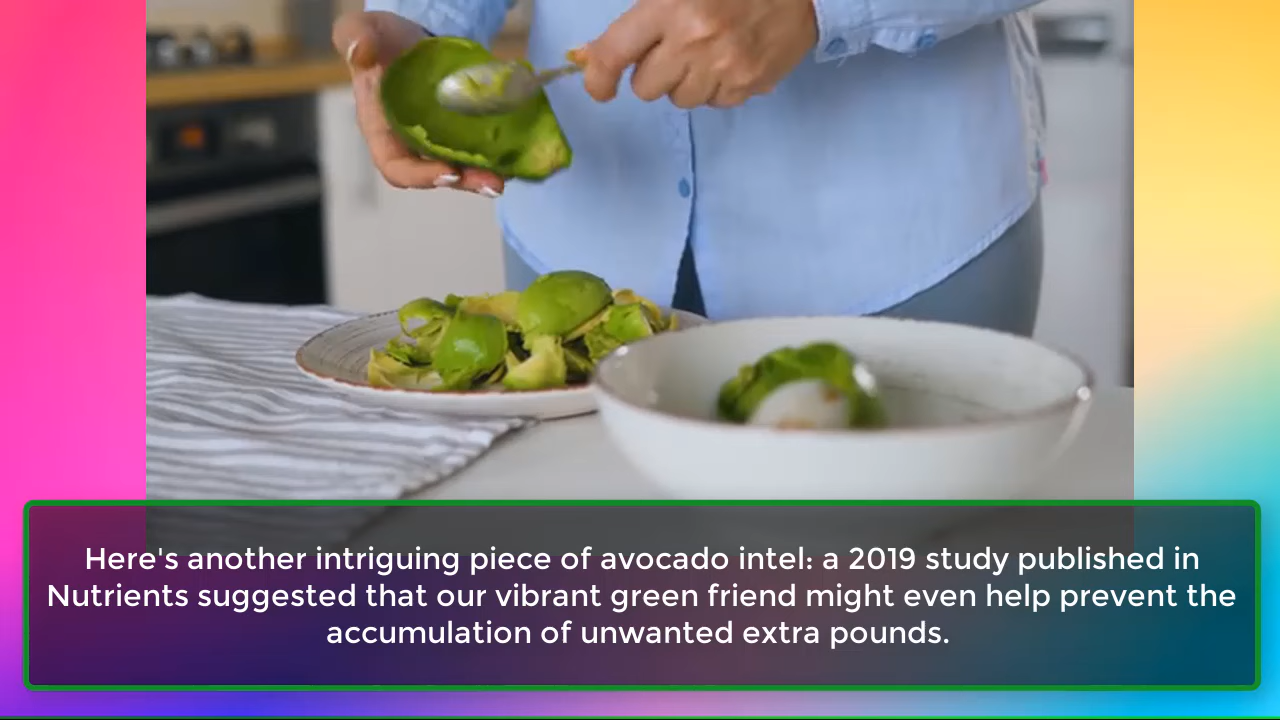 Here's another intriguing piece of avocado intel: a 2019 study published in
Nutrients suggested that our vibrant green friend might even help prevent the
accumulation of unwanted extra pounds.